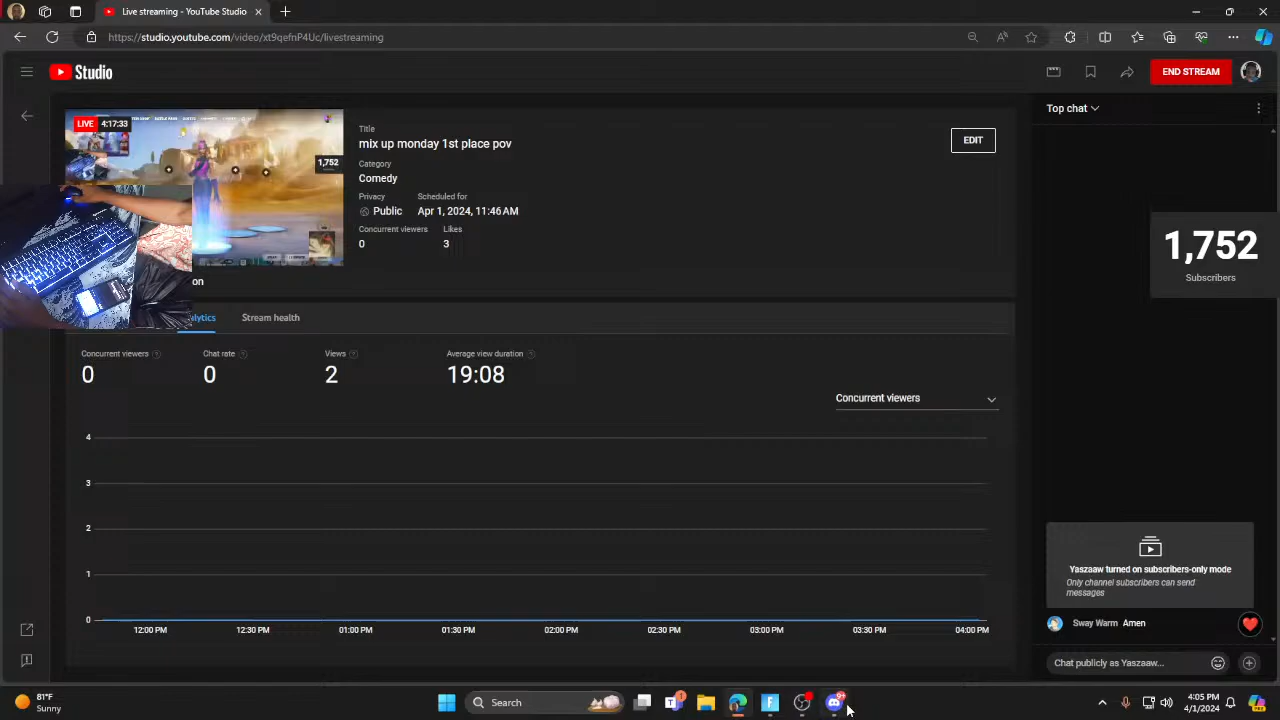 Live streaming - YouTube Studio
https://studio.youtube.com/video/xt9qefnP4Uc/livestreaming
Studio
END STREAM
LIVE 4:17:33
1,752
Title
mix up monday 1st place pov
EDIT
Category
Comedy
Privacy
Scheduled for
Public
Apr 1, 2024, 11:46 AM
Concurrent viewers
Likes
0
3
on
Top chat
1,752
Subscribers
lytics
Stream health
Concurrent viewers
Chat rate
Views
Average view duration
0
0
2
19:08
Concurrent viewers
4
3
2
1
0
12:00 PM
12:30 PM
01:00 PM
01:30 PM
02:00 PM
02:30 PM
03:00 PM
03:30 PM
04:00 PM
Yaszaaw turned on subscribers-only mode
Only channel subscribers can send
messages
Sway Warm Amen
Chat publicly as Yaszaaw...
81°F
Sunny
Search
9+
4:05 PM
4/1/2024